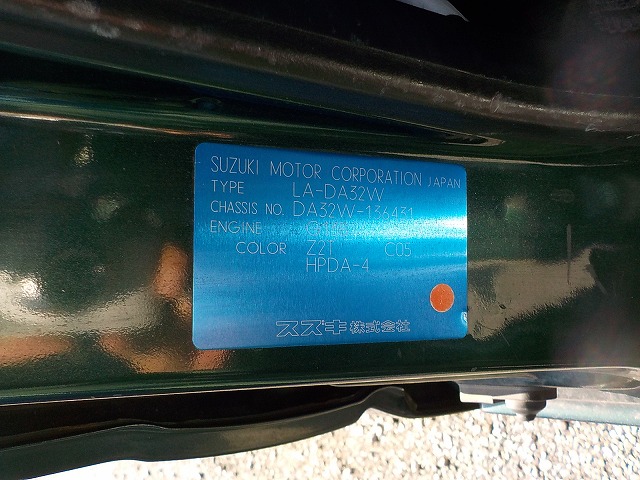 SUZUKI MOTOR CORPORATION JAPAN
TYPE LA-DA32W
CHASSIS NO. DA32W-136431
ENGINE
COLOR Z2T C05
HPDA-4
スズキ株式会社